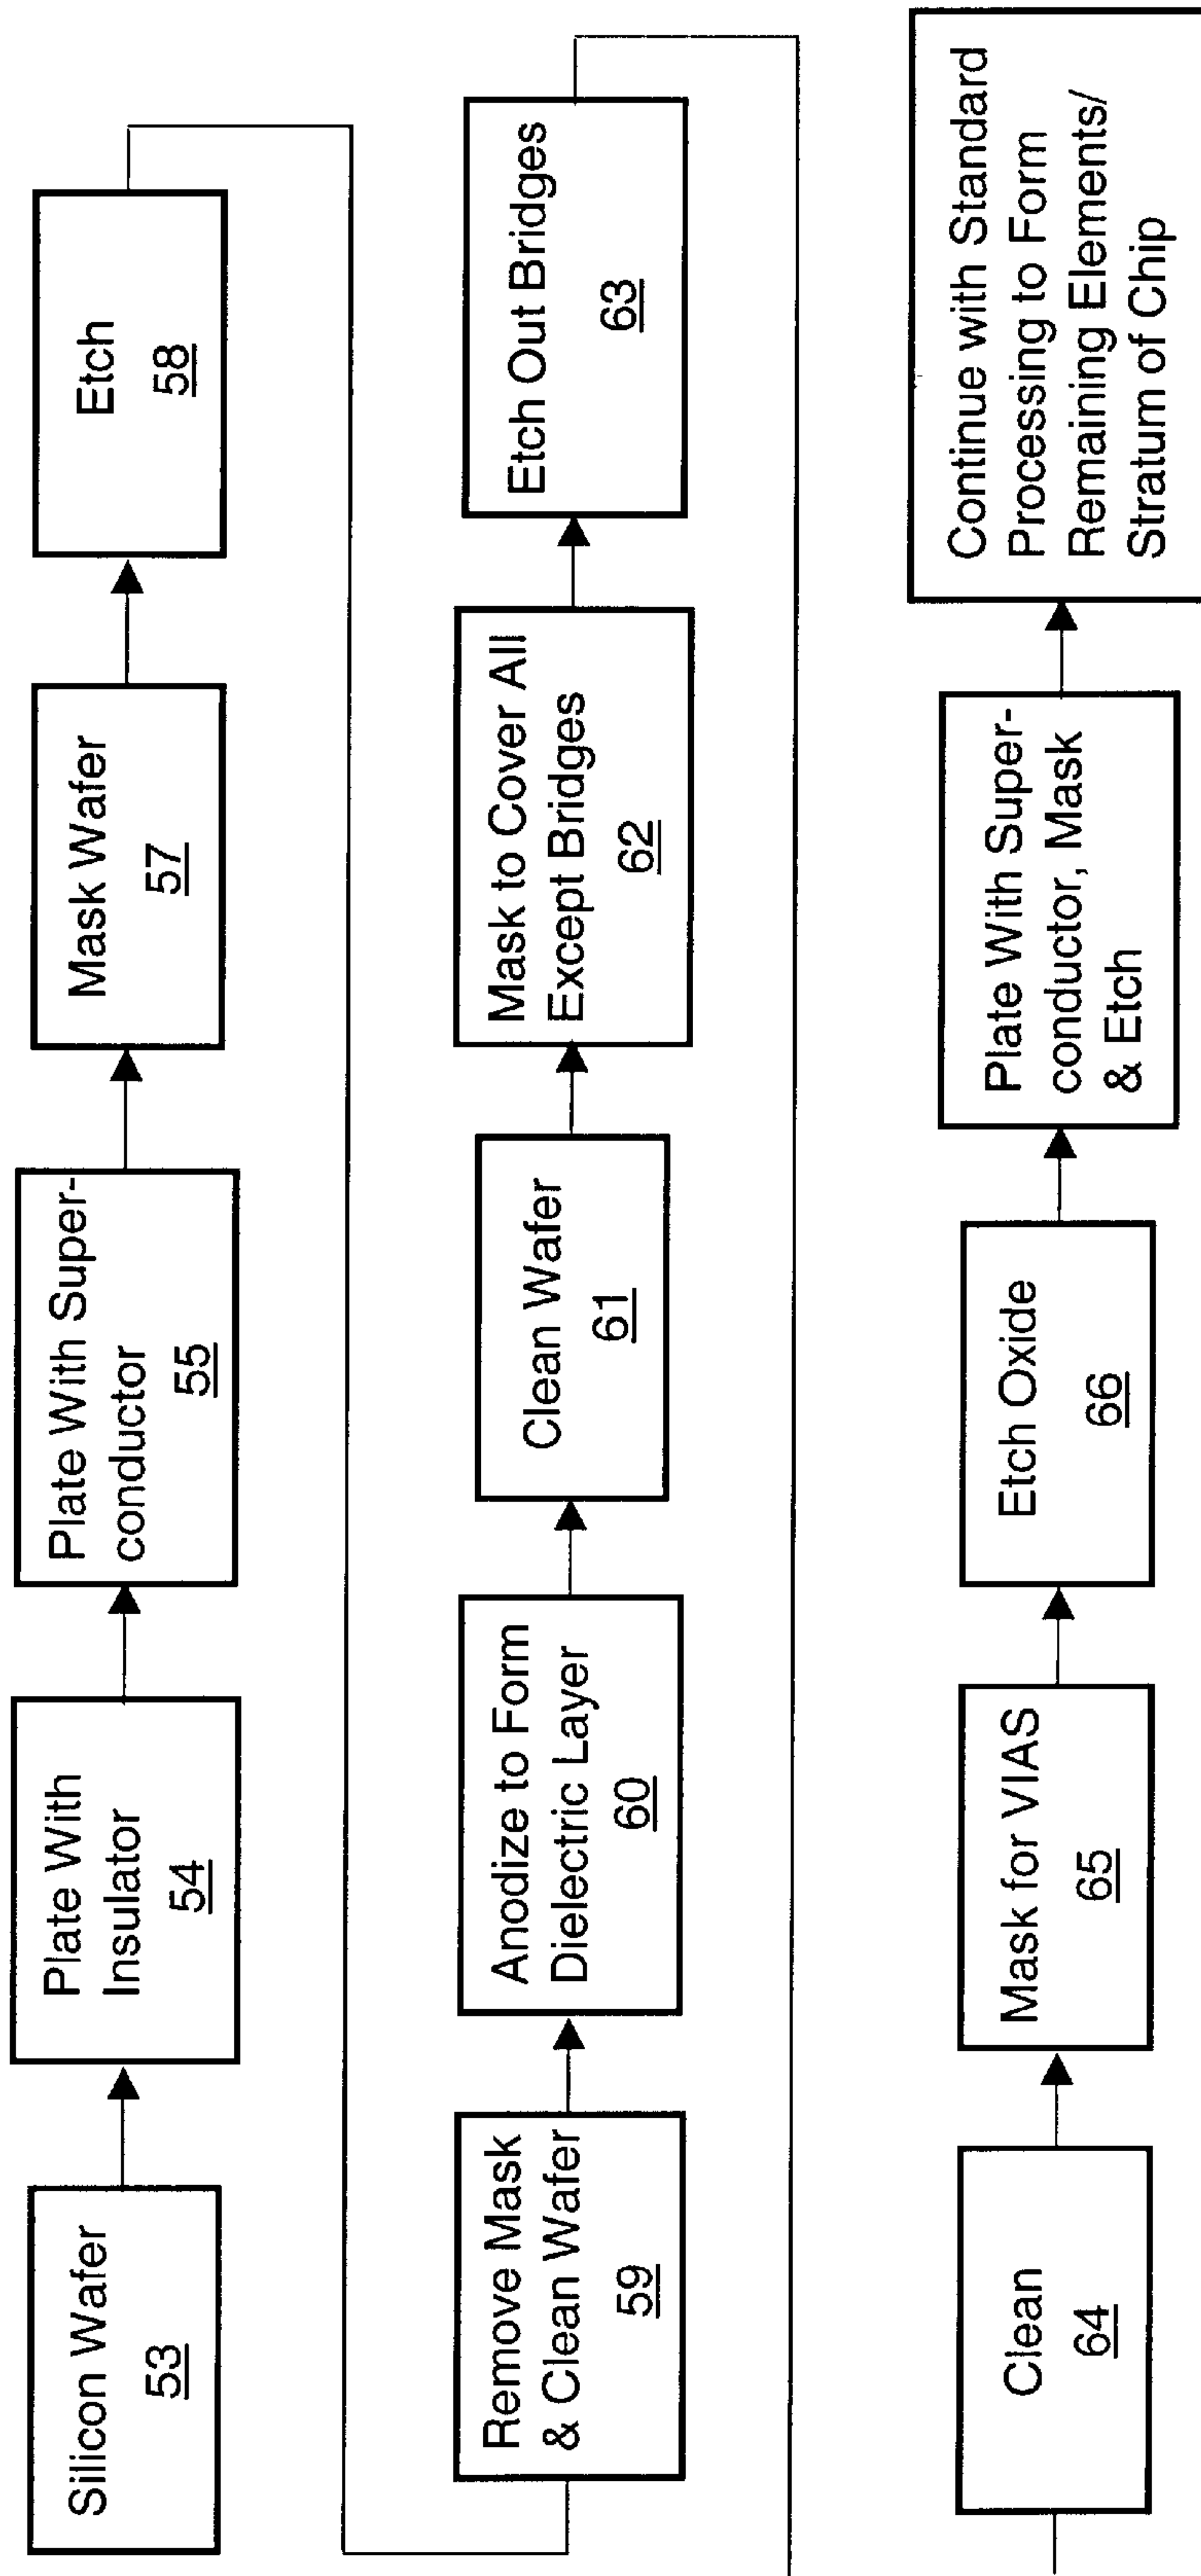 Silicon Wafer
53
Plate With
Insulator
54
Plate With Super-
conductor
55
Mask Wafer
57
Etch
58
Remove Mask
& Clean Wafer
59
Anodize to Form
Dielectric Layer
60
Clean Wafer
61
Mask to Cover All
Except Bridges
62
Etch Out Bridges
63
Clean
64
Mask for VIAS
65
Etch Oxide
66
Plate With Super-
conductor, Mask
& Etch
Continue with Standard
Processing to Form
Remaining Elements/
Stratum of Chip